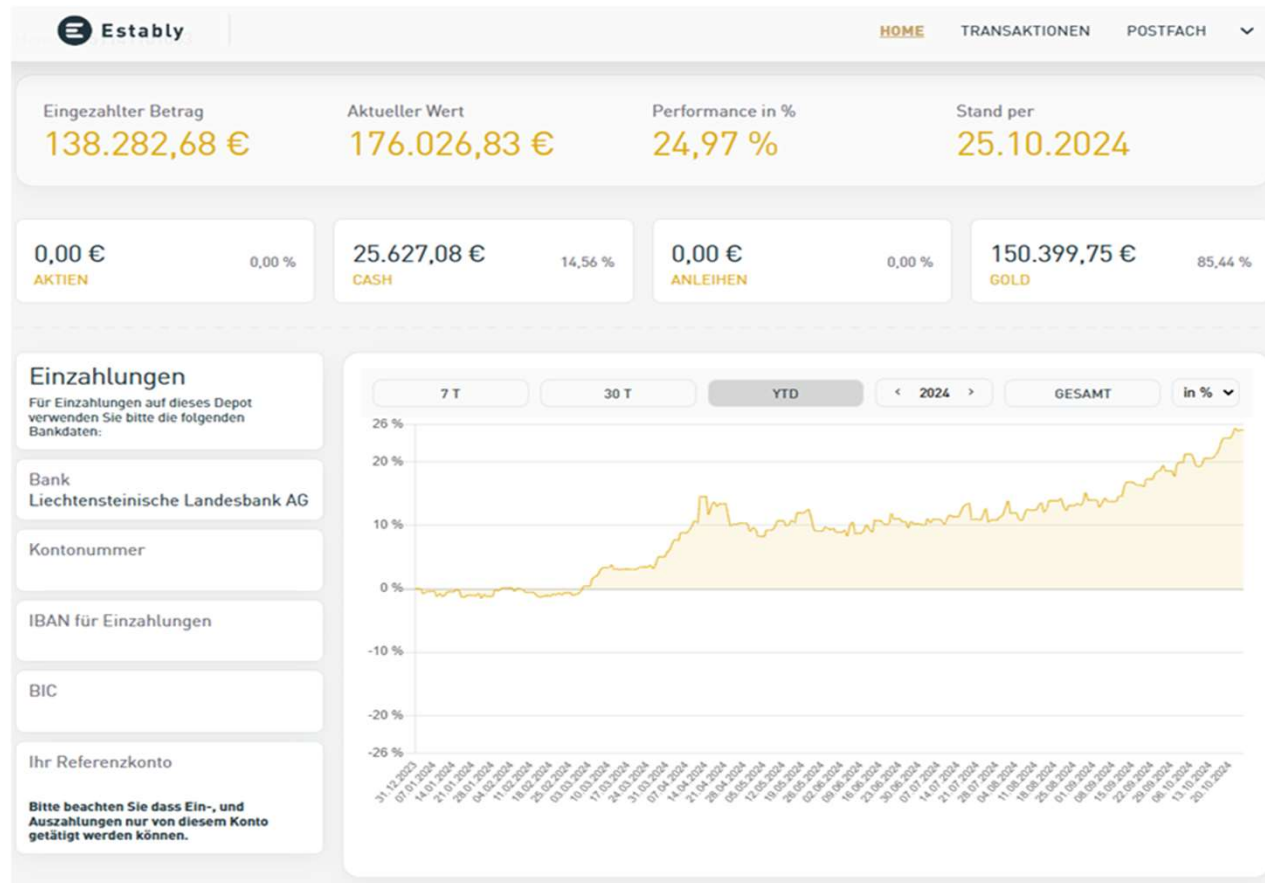 Estably
HOME TRANSAKTIONEN POSTFACH
Eingezahlter Betrag
138.282,68 €
Aktueller Wert
176.026,83 €
Performance in %
24,97 %
Stand per
25.10.2024
0,00 €
AKTIEN
0,00 %
25.627,08 €
CASH
14,56 %
0,00 €
ANLEIHEN
0,00 %
150.399,75 €
GOLD
85,44 %
Einzahlungen
Für Einzahlungen auf dieses Depot
verwenden Sie bitte die folgenden
Bankdaten:
Bank
Liechtensteinische Landesbank AG
Kontonummer
IBAN für Einzahlungen
BIC
Ihr Referenzkonto
Bitte beachten Sie dass Ein-, und
Auszahlungen nur von diesem Konto
getätigt werden können.
7 T
30 T
YTD
‹ 2024 ›
GESAMT
in %
26 %
20 %
10 %
0 %
-10 %
-20 %
-26 %
31.12.2023
07.01.2024
14.01.2024
21.01.2024
28.01.2024
04.02.2024
11.02.2024
18.02.2024
25.02.2024
03.03.2024
10.03.2024
17.03.2024
24.03.2024
31.03.2024
07.04.2024
14.04.2024
21.04.2024
28.04.2024
05.05.2024
12.05.2024
19.05.2024
26.05.2024
02.06.2024
09.06.2024
16.06.2024
23.06.2024
30.06.2024
07.07.2024
14.07.2024
21.07.2024
28.07.2024
04.08.2024
11.08.2024
18.08.2024
25.08.2024
01.09.2024
08.09.2024
15.09.2024
22.09.2024
29.09.2024
06.10.2024
13.10.2024
20.10.2024